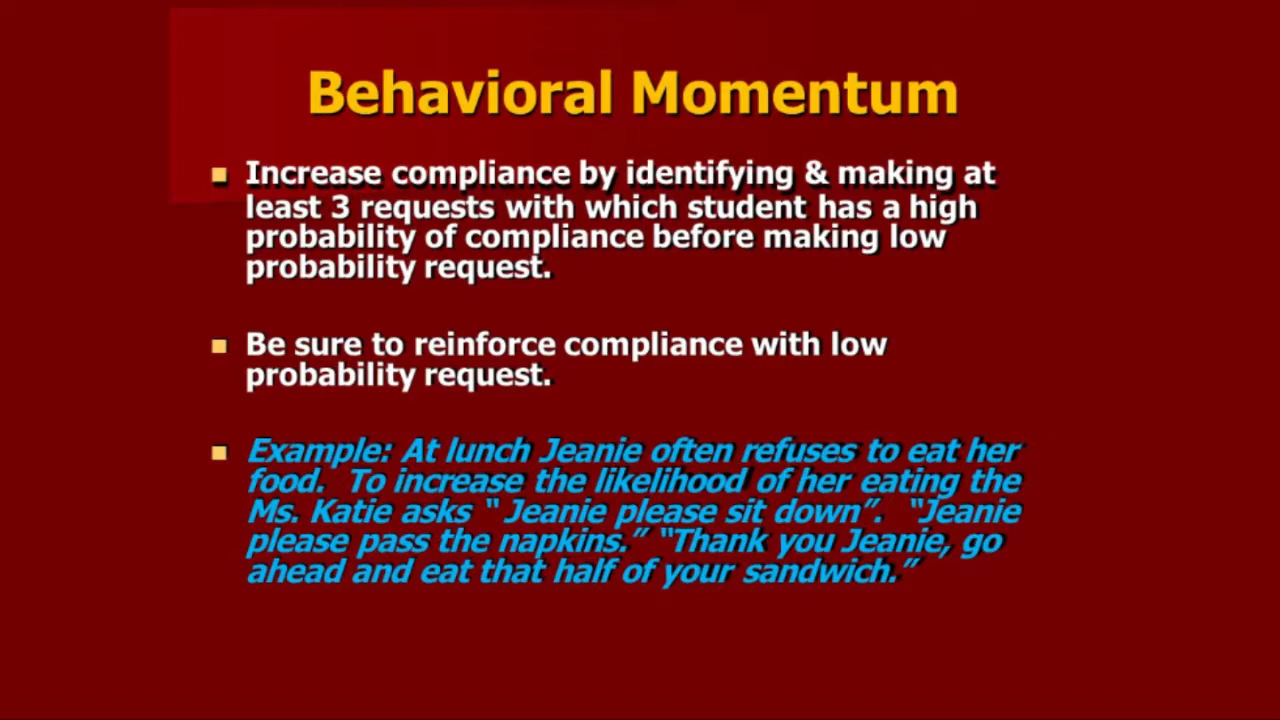 Behavioral Momentum
Increase compliance by identifying & making at
least 3 requests with which student has a high
probability of compliance before making low
probability request.
Be sure to reinforce compliance with low
probability request.
Example: At lunch Jeanie often refuses to eat her
food.  To increase the likelihood of her eating the
Ms. Katie asks “ Jeanie please sit down”.  “Jeanie
please pass the napkins.” “Thank you Jeanie, go
ahead and eat that half of your sandwich.”